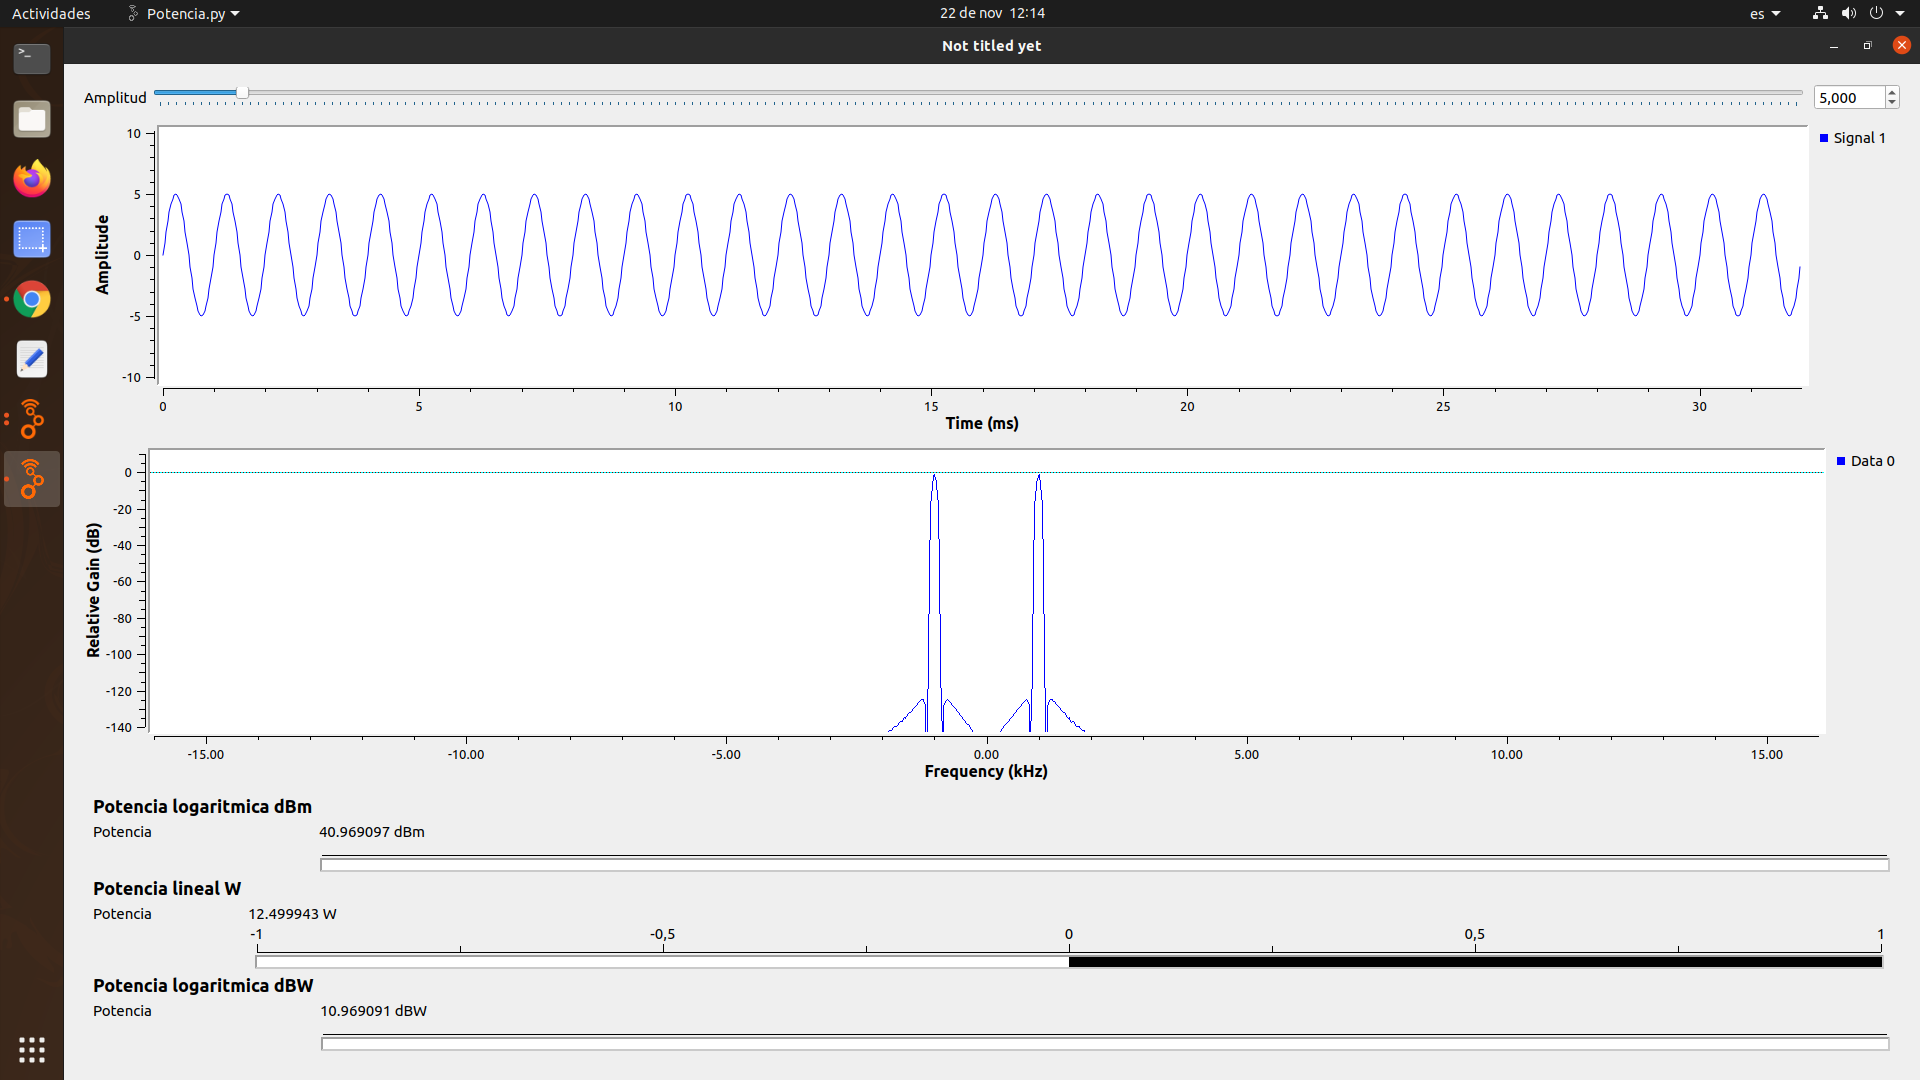 Actividades Potencia.py 22 de nov 12:14 es
Not titled yet
Amplitud 5,000
10
5
0
-5
-10
Amplitude
Signal 1
0 5 10 15 20 25 30
Time (ms)
0
-20
-40
-60
-80
-100
-120
-140
Relative Gain (dB)
Data 0
-15.00 -10.00 -5.00 0.00 5.00 10.00 15.00
Frequency (kHz)
Potencia logaritmica dBm
Potencia 40.969097 dBm
Potencia lineal W
Potencia 12.499943 W
-1 -0,5 0 0,5 1
Potencia logaritmica dBW
Potencia 10.969091 dBW